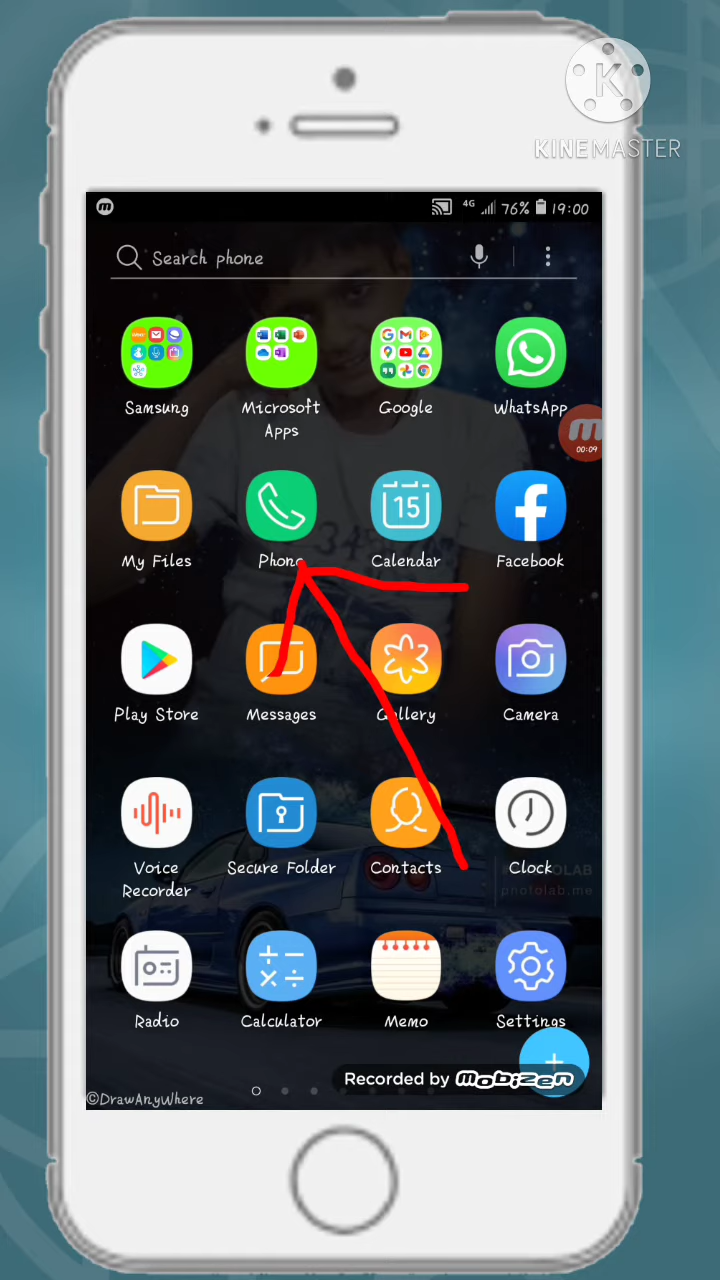 KINEMASTER
4G 76% 19:00
Search phone
Samsung
Microsoft
Apps
Google
WhatsApp
00:09
15
My Files
Phone
Calendar
Facebook
Play Store
Messages
Gallery
Camera
Voice
Recorder
Secure Folder
Contacts
Clock
PHOTOLAB
photolab.me
Radio
Calculator
Memo
Settings
Recorded by Mobizen
©DrawAnyWhere